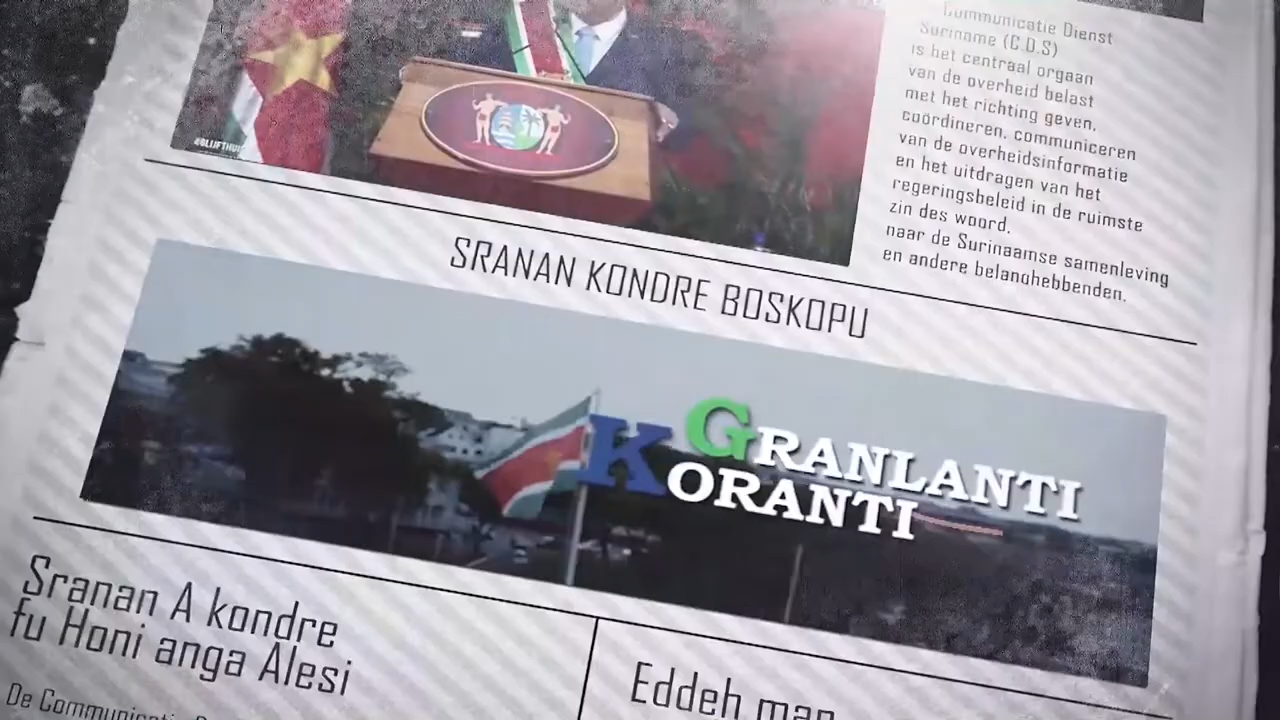 Communicatie Dienst
Suriname (C.D.S)
is het centraal orgaan
van de overheid belast
met het richting geven,
coördineren, communiceren
van de overheidsinformatie
en het uitdragen van het
regeringsbeleid in de ruimste
zin des woord,
naar de Surinaamse samenleving
en andere belanghebbenden.
SRANAN KONDRE BOSKOPU
GRANLANTI
KORANTI
Sranan A kondre
fu Honi anga Alesi
De
Eddeh man